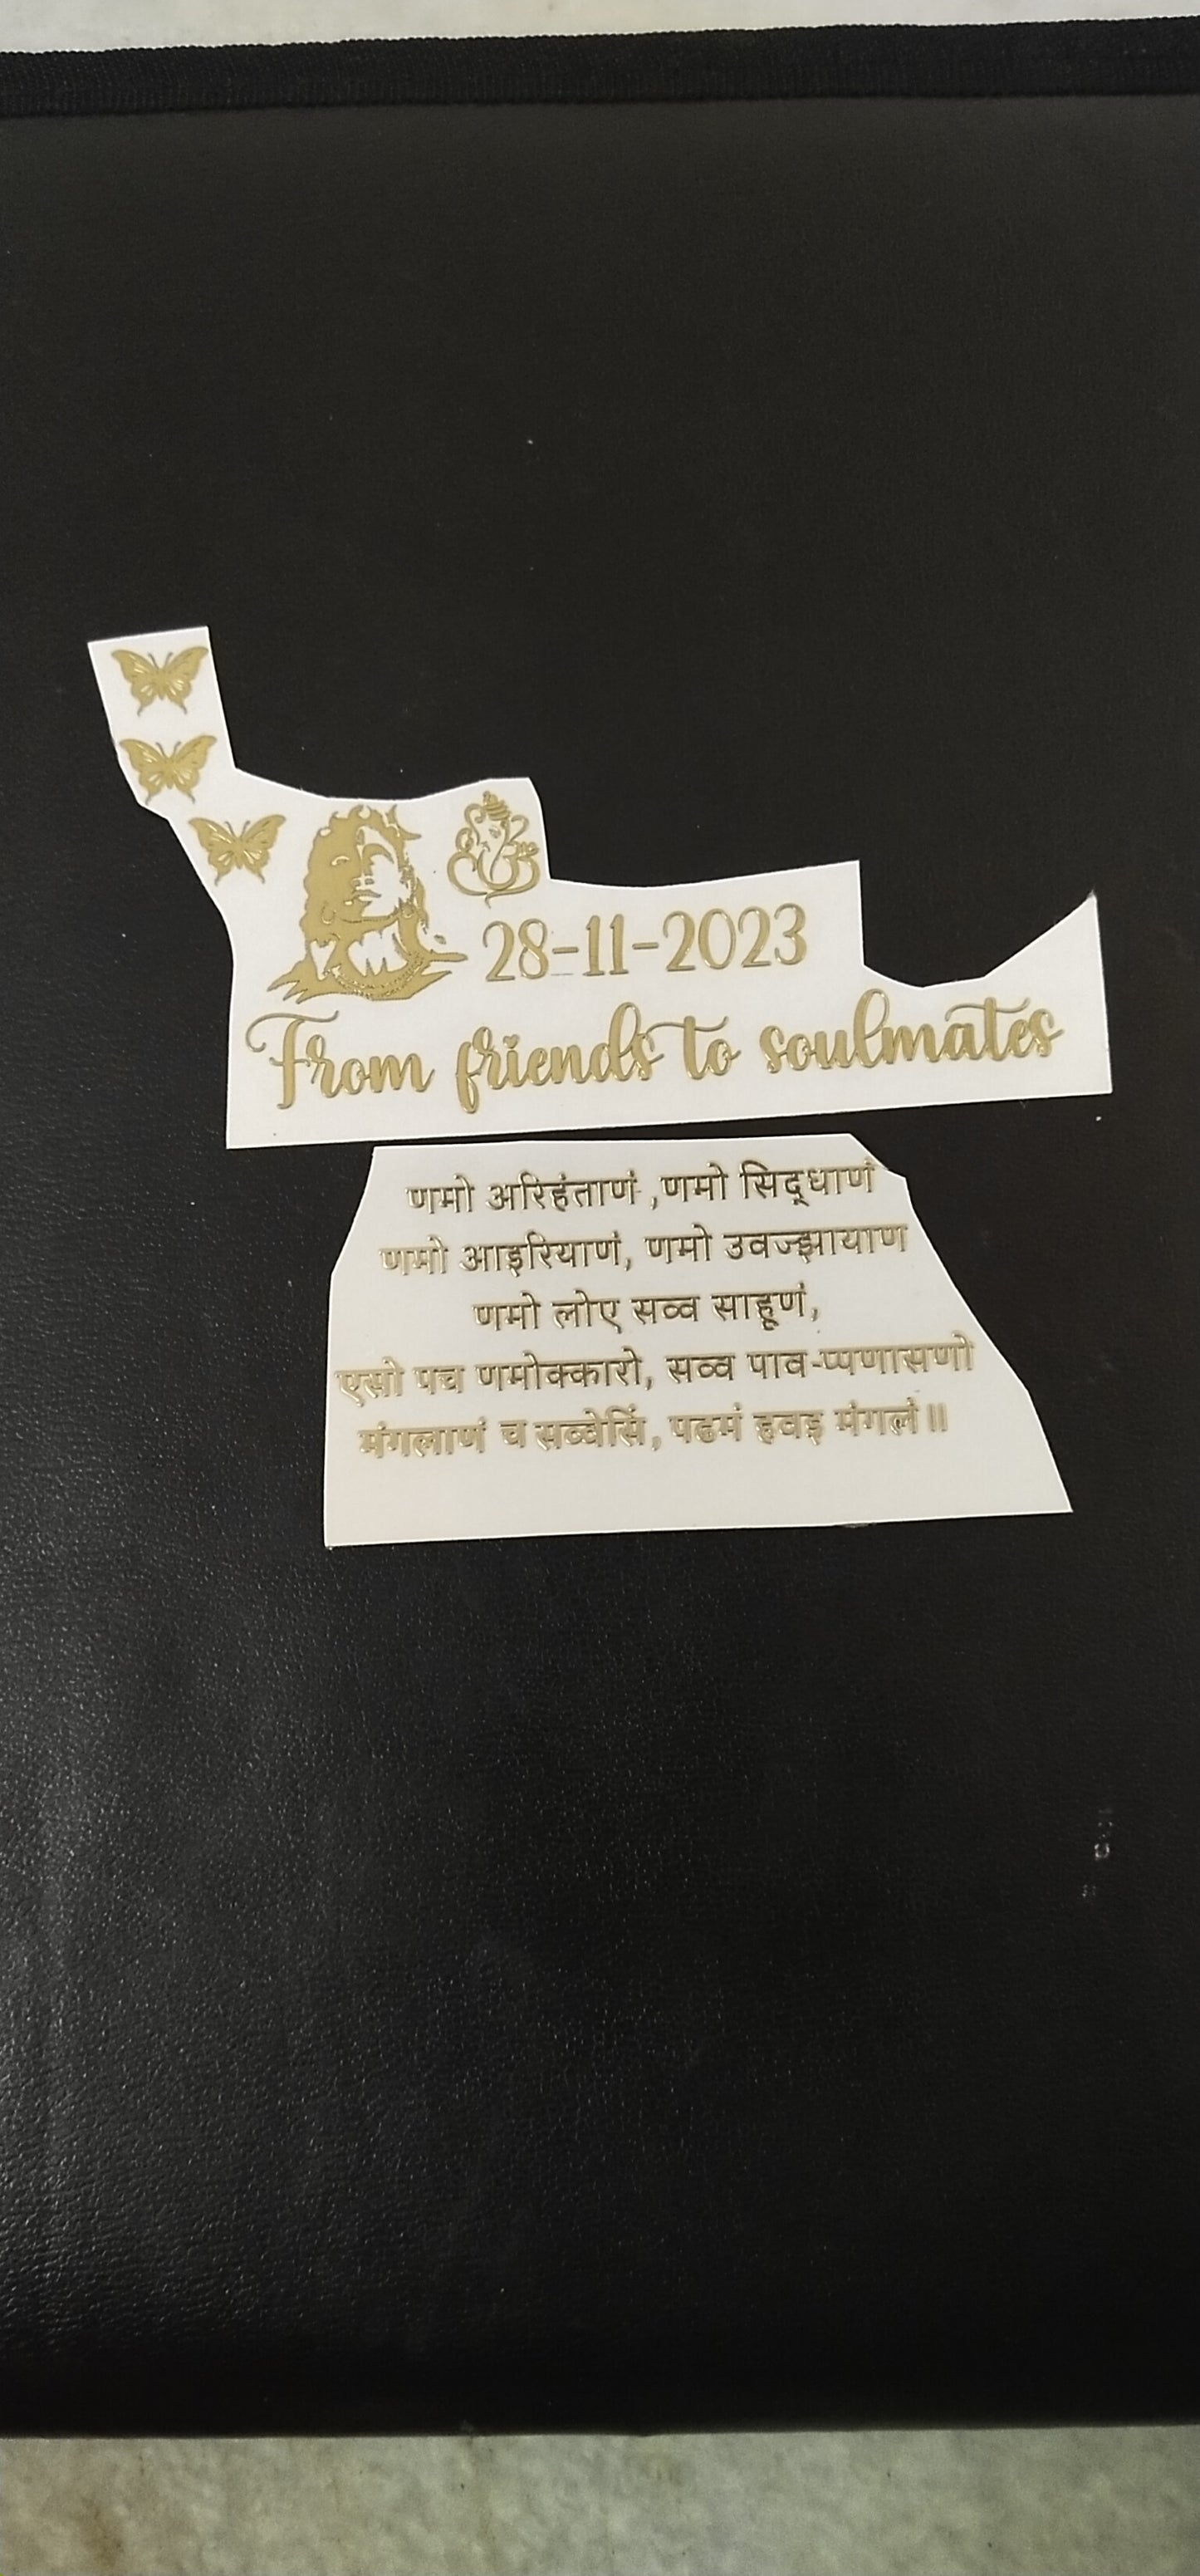 28-11-2023
From friends to soulmates
णमो अरिहंताणं ,णमो सिद्धाणं
णमो आइरियाणं, णमो उवज्झायाण
णमो लोए सव्व साहूणं,
एसो पच णमोक्कारो, सव्व पाव-प्पणासणो
मंगलाणं च सव्वेसिं, पढमं हवइ मंगलं॥